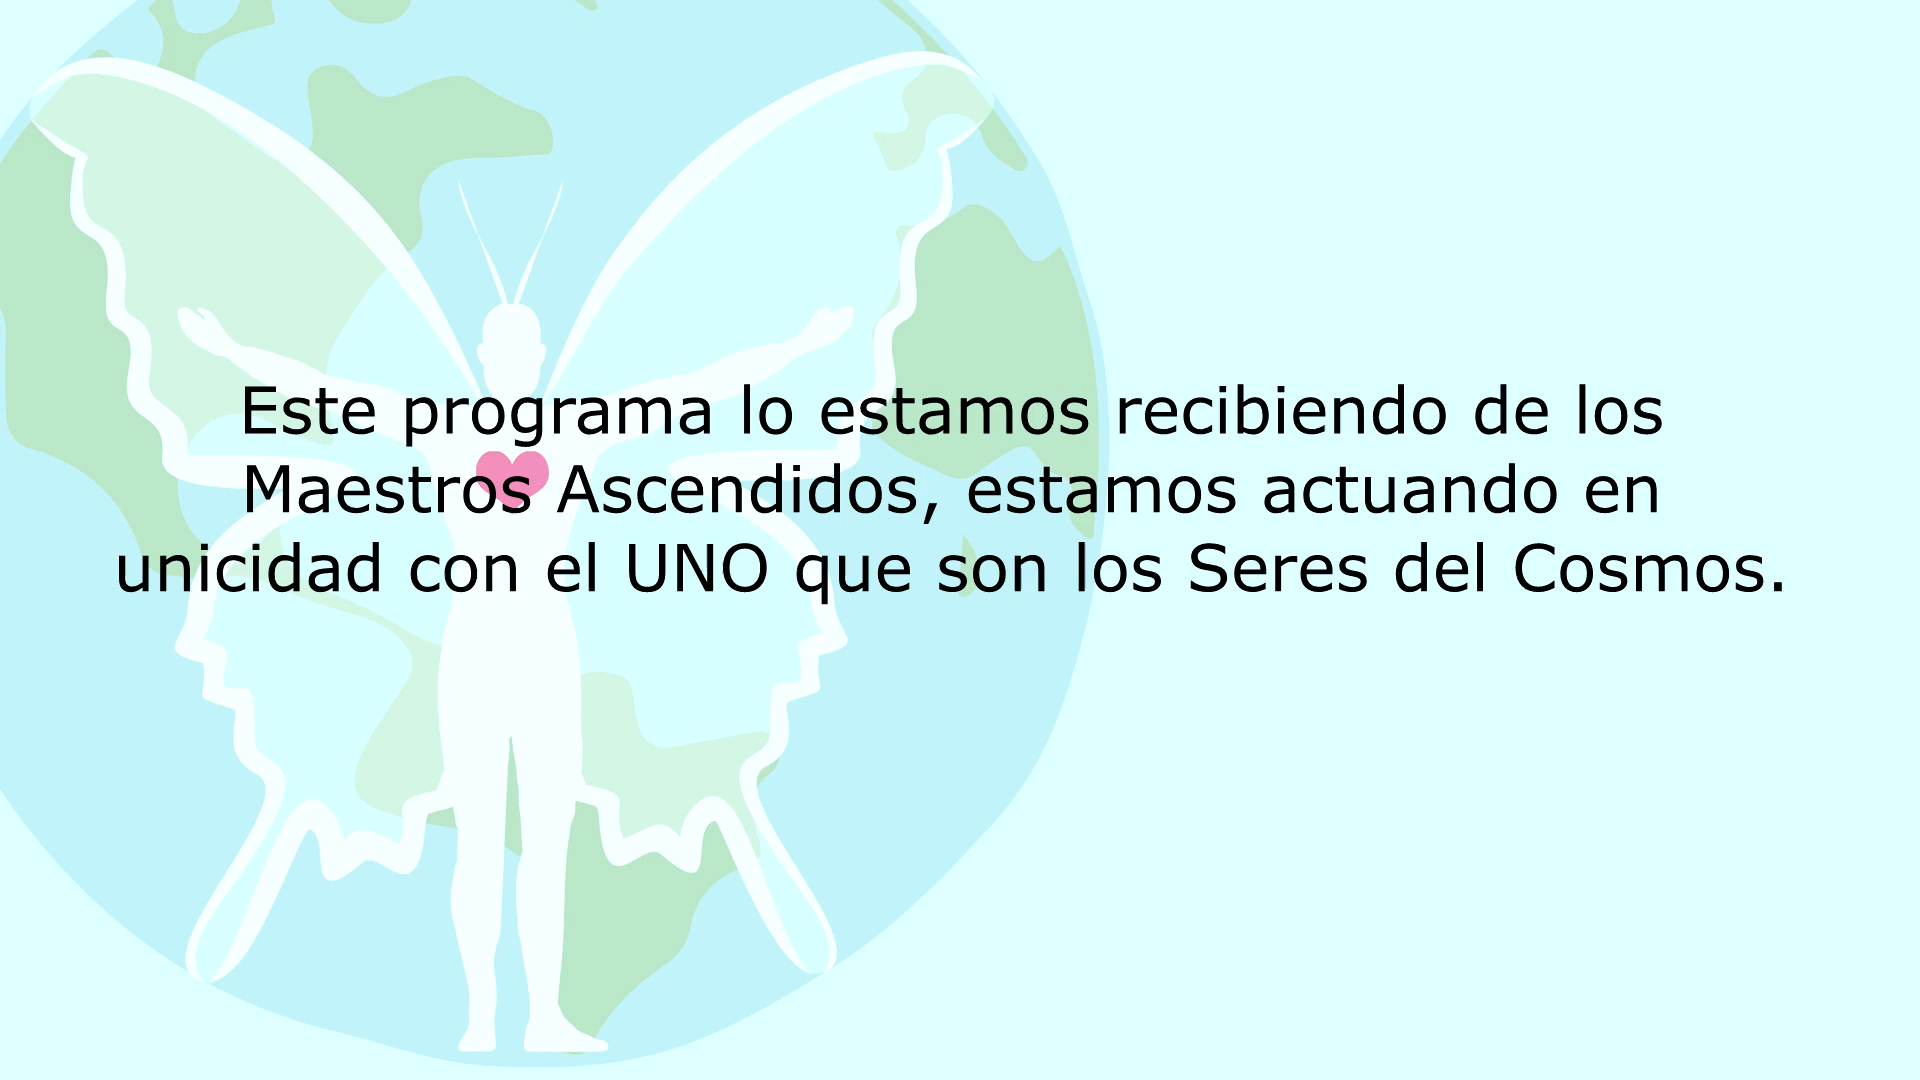 Este programa lo estamos recibiendo de los
Maestros Ascendidos, estamos actuando en
unicidad con el UNO que son los Seres del Cosmos.